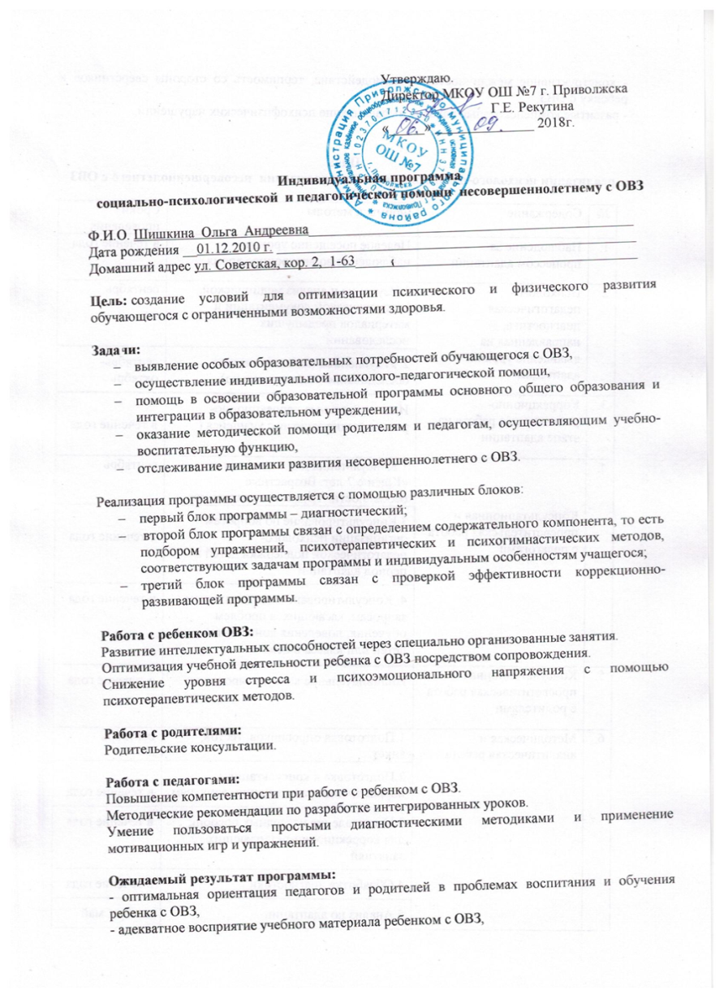 Утверждаю.
Директор МКОУ ОШ №7 г. Приволжска
Г.Е. Рекутина
« 06. » 09. 2018г.
МКОУ
ОШ №7
Индивидуальная программа
социально-психологической и педагогической помощи несовершеннолетнему с ОВЗ
Ф.И.О. Шишкина Ольга Андреевна
Дата рождения 01.12.2010 г.
Домашний адрес ул. Советская, кор. 2, 1-63
Цель: создание условий для оптимизации психического и физического развития
обучающегося с ограниченными возможностями здоровья.
Задачи:
– выявление особых образовательных потребностей обучающегося с ОВЗ,
– осуществление индивидуальной психолого-педагогической помощи,
– помощь в освоении образовательной программы основного общего образования и
интеграции в образовательном учреждении,
– оказание методической помощи родителям и педагогам, осуществляющим учебно-
воспитательную функцию,
– отслеживание динамики развития несовершеннолетнего с ОВЗ.
Реализация программы осуществляется с помощью различных блоков:
– первый блок программы – диагностический;
– второй блок программы связан с определением содержательного компонента, то есть
подбором упражнений, психотерапевтических и психогимнастических методов,
соответствующих задачам программы и индивидуальным особенностям учащегося;
– третий блок программы связан с проверкой эффективности коррекционно-
развивающей программы.
Работа с ребенком ОВЗ:
Развитие интеллектуальных способностей через специально организованные занятия.
Оптимизация учебной деятельности ребенка с ОВЗ посредством сопровождения.
Снижение уровня стресса и психоэмоционального напряжения с помощью
психотерапевтических методов.
Работа с родителями:
Родительские консультации.
Работа с педагогами:
Повышение компетентности при работе с ребенком с ОВЗ.
Методические рекомендации по разработке интегрированных уроков.
Умение пользоваться простыми диагностическими методиками и применение
мотивационных игр и упражнений.
Ожидаемый результат программы:
- оптимальная ориентация педагогов и родителей в проблемах воспитания и обучения
ребенка с ОВЗ,
- адекватное восприятие учебного материала ребенком с ОВЗ,